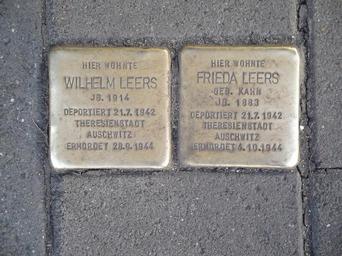 HIER WOHNTE
WILHELM LEERS
JG. 1914
DEPORTIERT 21.7. 1942
THERESIENSTADT
AUSCHWITZ
ERMORDET 28.9.1944
HIER WOHNTE
FRIEDA LEERS
GEB. KAHN
JG. 1883
DEPORTIERT 21.7. 1942
THERESIENSTADT
AUSCHWITZ
ERMORDET 4.10.1944